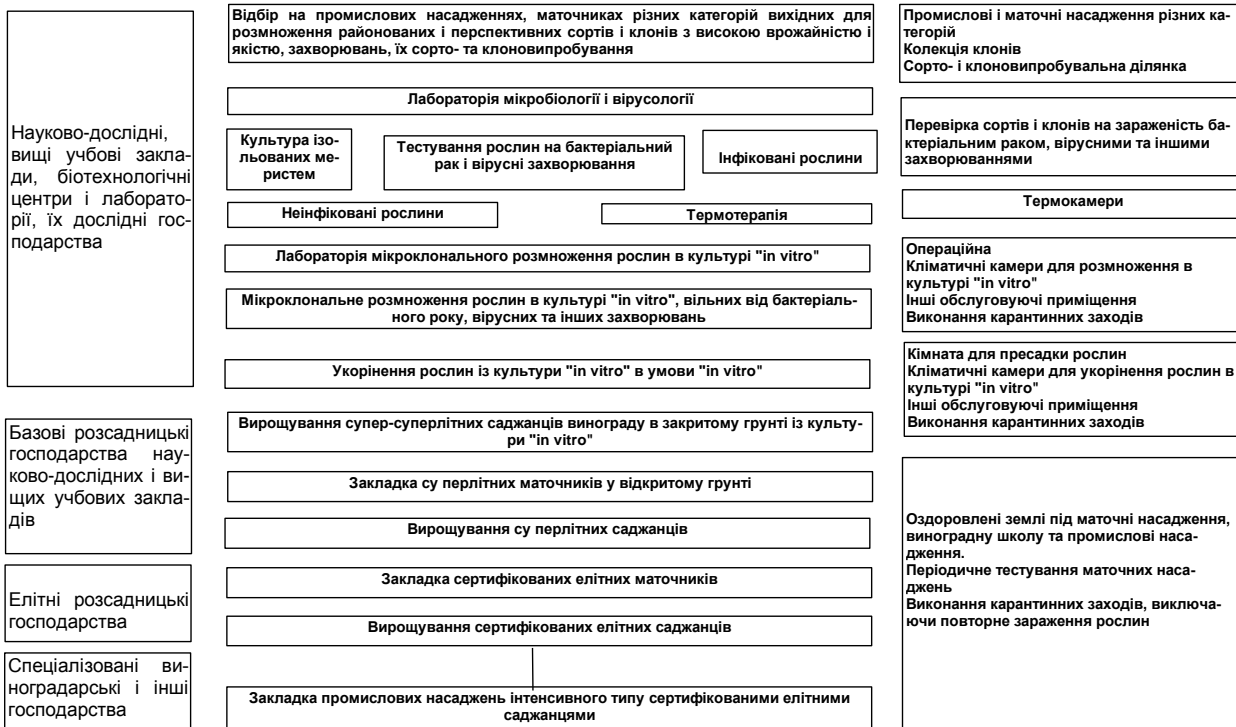 Науково-дослідні,
вищі учбові закла-
ди, біотехнологічні
центри і лаборато-
рії, їх дослідні гос-
подарства
Базові розсадницькі
господарства нау-
ково-дослідних і ви-
щих учбових закла-
дів
Елітні розсадницькі
господарства
Спеціалізовані ви-
ноградарські і інші
господарства
Відбір на промислових насадженнях, маточниках різних категорій вихідних для
розмноження районованих і перспективних сортів і клонів з високою врожайністю і
якістю, захворювань, їх сорто- та клоновипробування
Лабораторія мікробіології і вірусології
Культура ізо-
льованих ме-
ристем
Тестування рослин на бактеріальний
рак і вірусні захворювання
Інфіковані рослини
Неінфіковані рослини
Термотерапія
Лабораторія мікроклонального розмноження рослин в культурі "in vitro"
Мікроклональне розмноження рослин в культурі "in vitro", вільних від бактеріаль-
ного року, вірусних та інших захворювань
Укорінення рослин із культури "in vitro" в умови "in vitro"
Вирощування супер-суперлітних саджанців винограду в закритому грунті із культу-
ри "in vitro"
Закладка су перлітних маточників у відкритому грунті
Вирощування су перлітних саджанців
Закладка сертифікованих елітних маточників
Вирощування сертифікованих елітних саджанців
Закладка промислових насаджень інтенсивного типу сертифікованими елітними
саджанцями
Промислові і маточні насадження різних ка-
тегорій
Колекція клонів
Сорто- і клоновипробувальна ділянка
Перевірка сортів і клонів на зараженість ба-
ктеріальним раком, вірусними та іншими
захворюваннями
Термокамери
Операційна
Кліматичні камери для розмноження в
культурі "in vitro"
Інші обслуговуючі приміщення
Виконання карантинних заходів
Кімната для пресадки рослин
Кліматичні камери для укорінення рослин в
культурі "in vitro"
Інші обслуговуючі приміщення
Виконання карантинних заходів
Оздоровлені землі під маточні насадження,
виноградну школу та промислові наса-
дження.
Періодичне тестування маточних наса-
джень
Виконання карантинних заходів, виключа-
ючи повторне зараження рослин